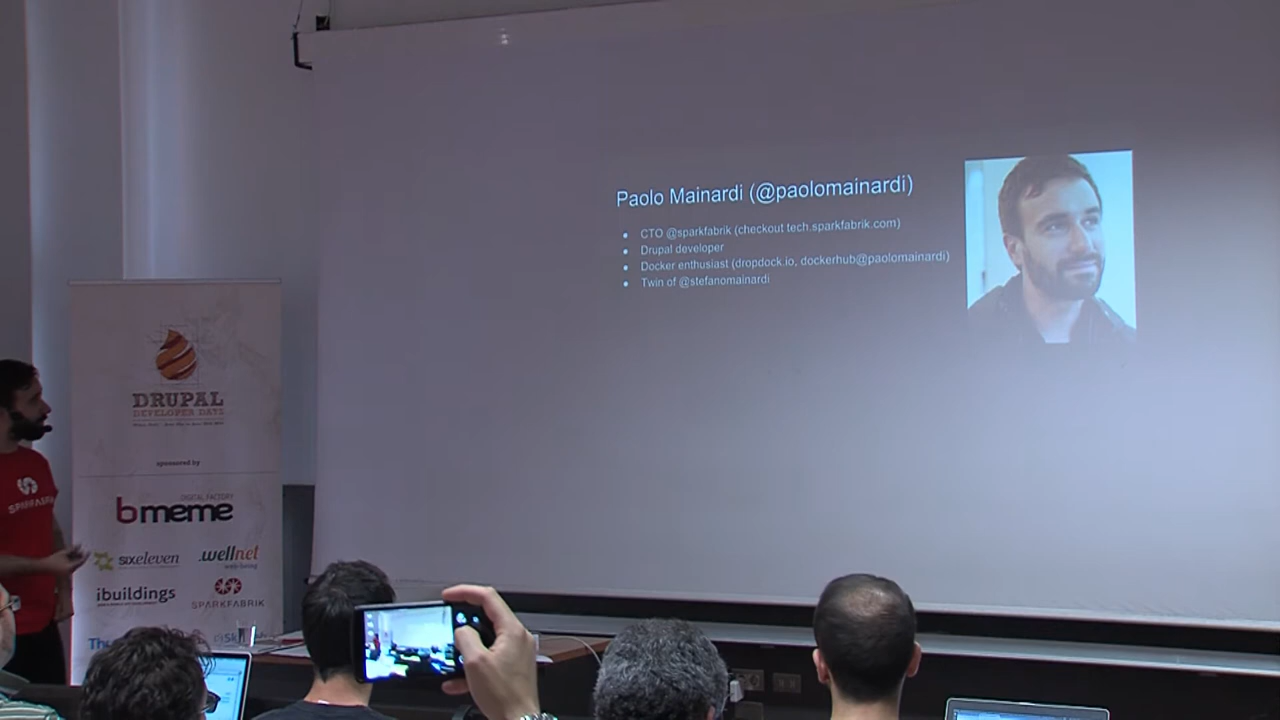 Paolo Mainardi (@paolomainardi)
CTO @sparkfabrik (checkout tech.sparkfabrik.com)
Drupal developer
Docker enthusiast (dropdock.io, dockerhub@paolomainardi)
Twin of @stefanomainardi
DRUPAL
DEVELOPER DAYS
sponsored by
DIGITAL FACTORY
bmeme
sixeleven
.wellnet
ibuildings
SPARKFABRIK